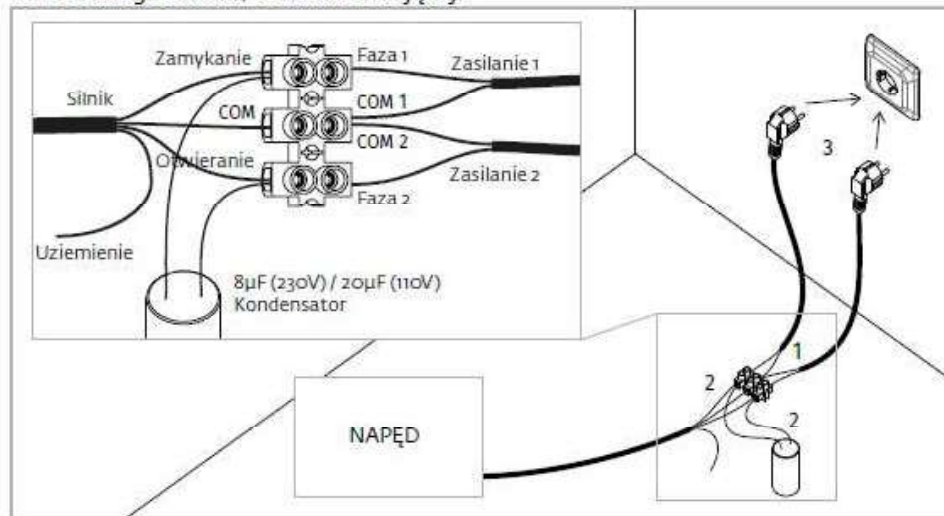 Zamykanie
Faza 1
Zasilanie 1
Silnik
COM
COM 1
COM 2
Otwieranie
Zasilanie 2
Faza 2
Uziemienie
8µF (230V) / 20µF (110V)
Kondensator
3
1
2
2
NAPĘD